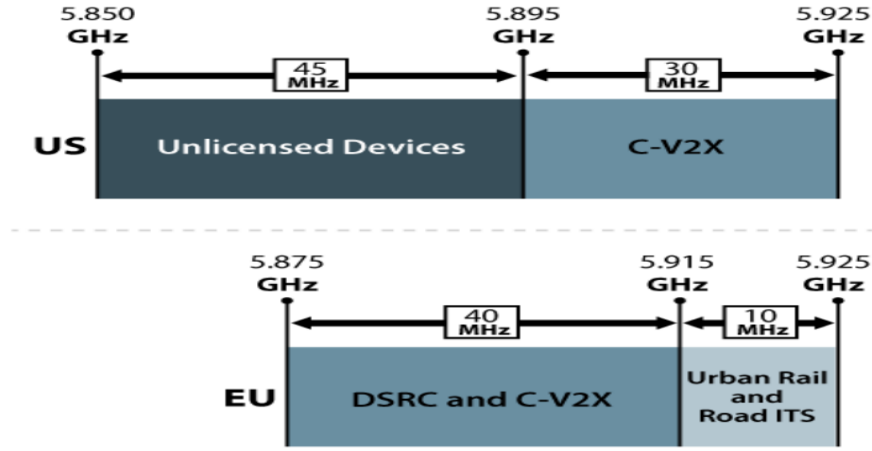 5.850 5.895 5.925
GHz GHz GHz
45 30
MHz MHz
US Unlicensed Devices C-V2X
5.875 5.915 5.925
GHz GHz GHz
40 10
MHz MHz
Urban Rail
EU DSRC and C-V2X and
Road ITS